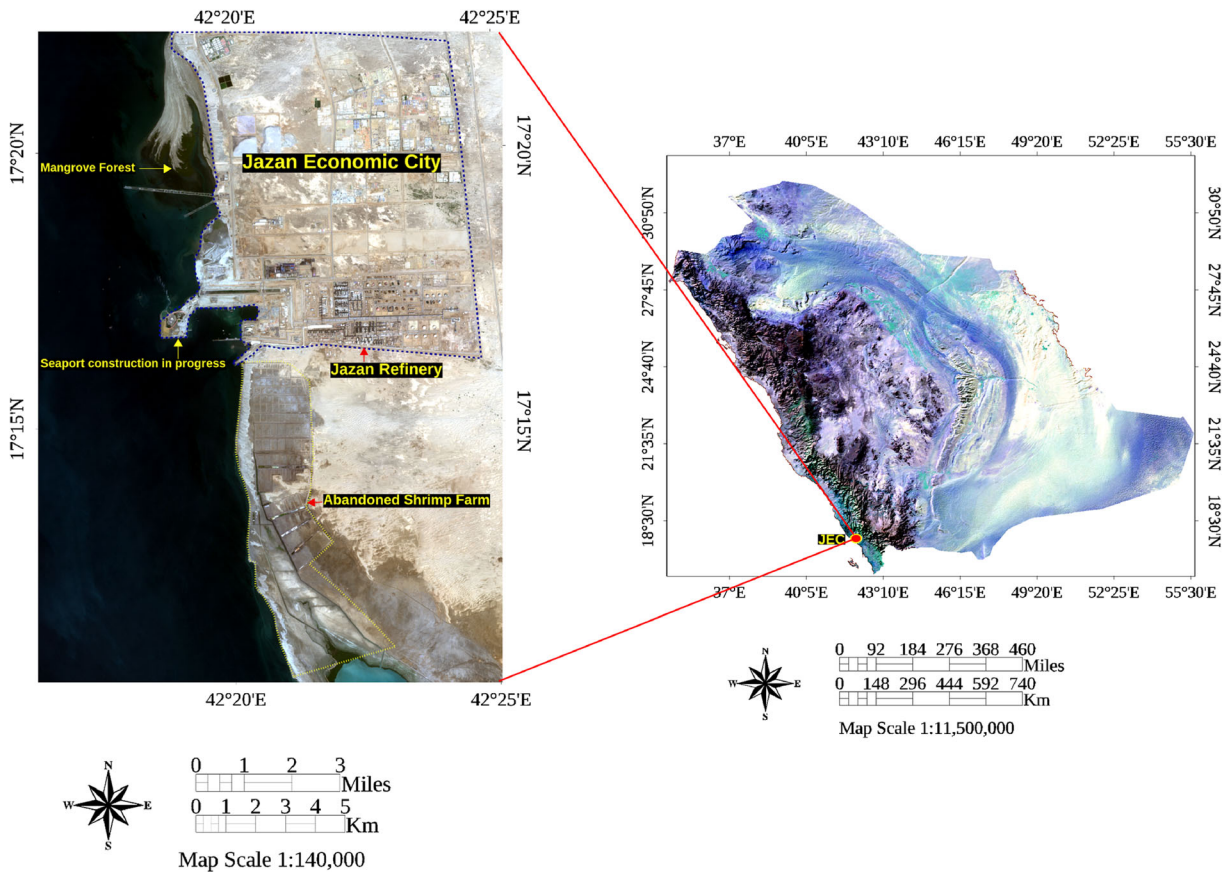 42°20'E
42°25'E
17°20'N
17°20'N
Mangrove Forest
Jazan Economic City
Seaport construction in progress
Jazan Refinery
17°15'N
17°15'N
Abandoned Shrimp Farm
42°20'E
42°25'E
N
W
E
S
0 1 2 3
Miles
0 1 2 3 4 5
Km
Map Scale 1:140,000
37°E 40°5'E 43°10'E 46°15'E 49°20'E 52°25'E 55°30'E
30°50'N
30°50'N
27°45'N
27°45'N
24°40'N
24°40'N
21°35'N
21°35'N
18°30'N
18°30'N
JEC
37°E 40°5'E 43°10'E 46°15'E 49°20'E 52°25'E 55°30'E
N
W
E
S
0 92 184 276 368 460
Miles
0 148 296 444 592 740
Km
Map Scale 1:11,500,000